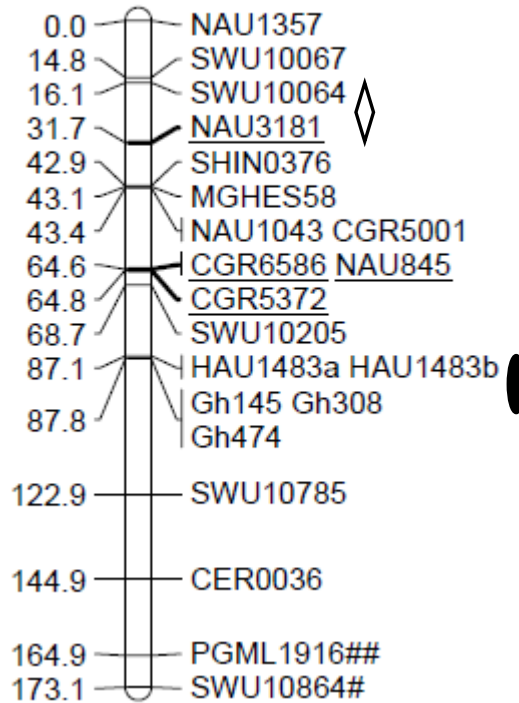 0.0 NAU1357
14.8 SWU10067
16.1 SWU10064
31.7 NAU3181
42.9 SHIN0376
43.1 MGHES58
43.4 NAU1043 CGR5001
64.6 CGR6586 NAU845
64.8 CGR5372
68.7 SWU10205
87.1 HAU1483a HAU1483b
87.8 Gh145 Gh308
Gh474
122.9 SWU10785
144.9 CER0036
164.9 PGML1916##
173.1 SWU10864#